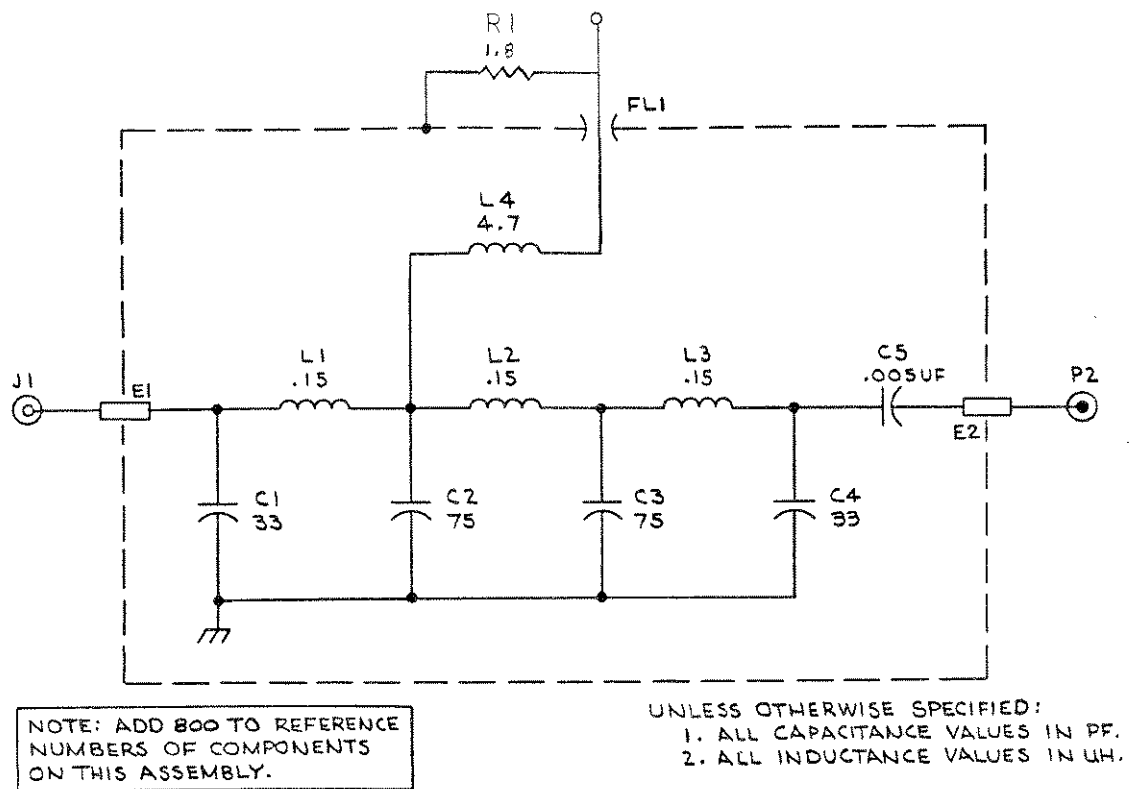 R1
1.8
FL1
L4
4.7
J1
E1
L1
.15
L2
.15
L3
.15
C5
.005UF
E2
P2
C1
33
C2
75
C3
75
C4
33
NOTE: ADD 800 TO REFERENCE
NUMBERS OF COMPONENTS
ON THIS ASSEMBLY.
UNLESS OTHERWISE SPECIFIED:
1. ALL CAPACITANCE VALUES IN PF.
2. ALL INDUCTANCE VALUES IN UH.